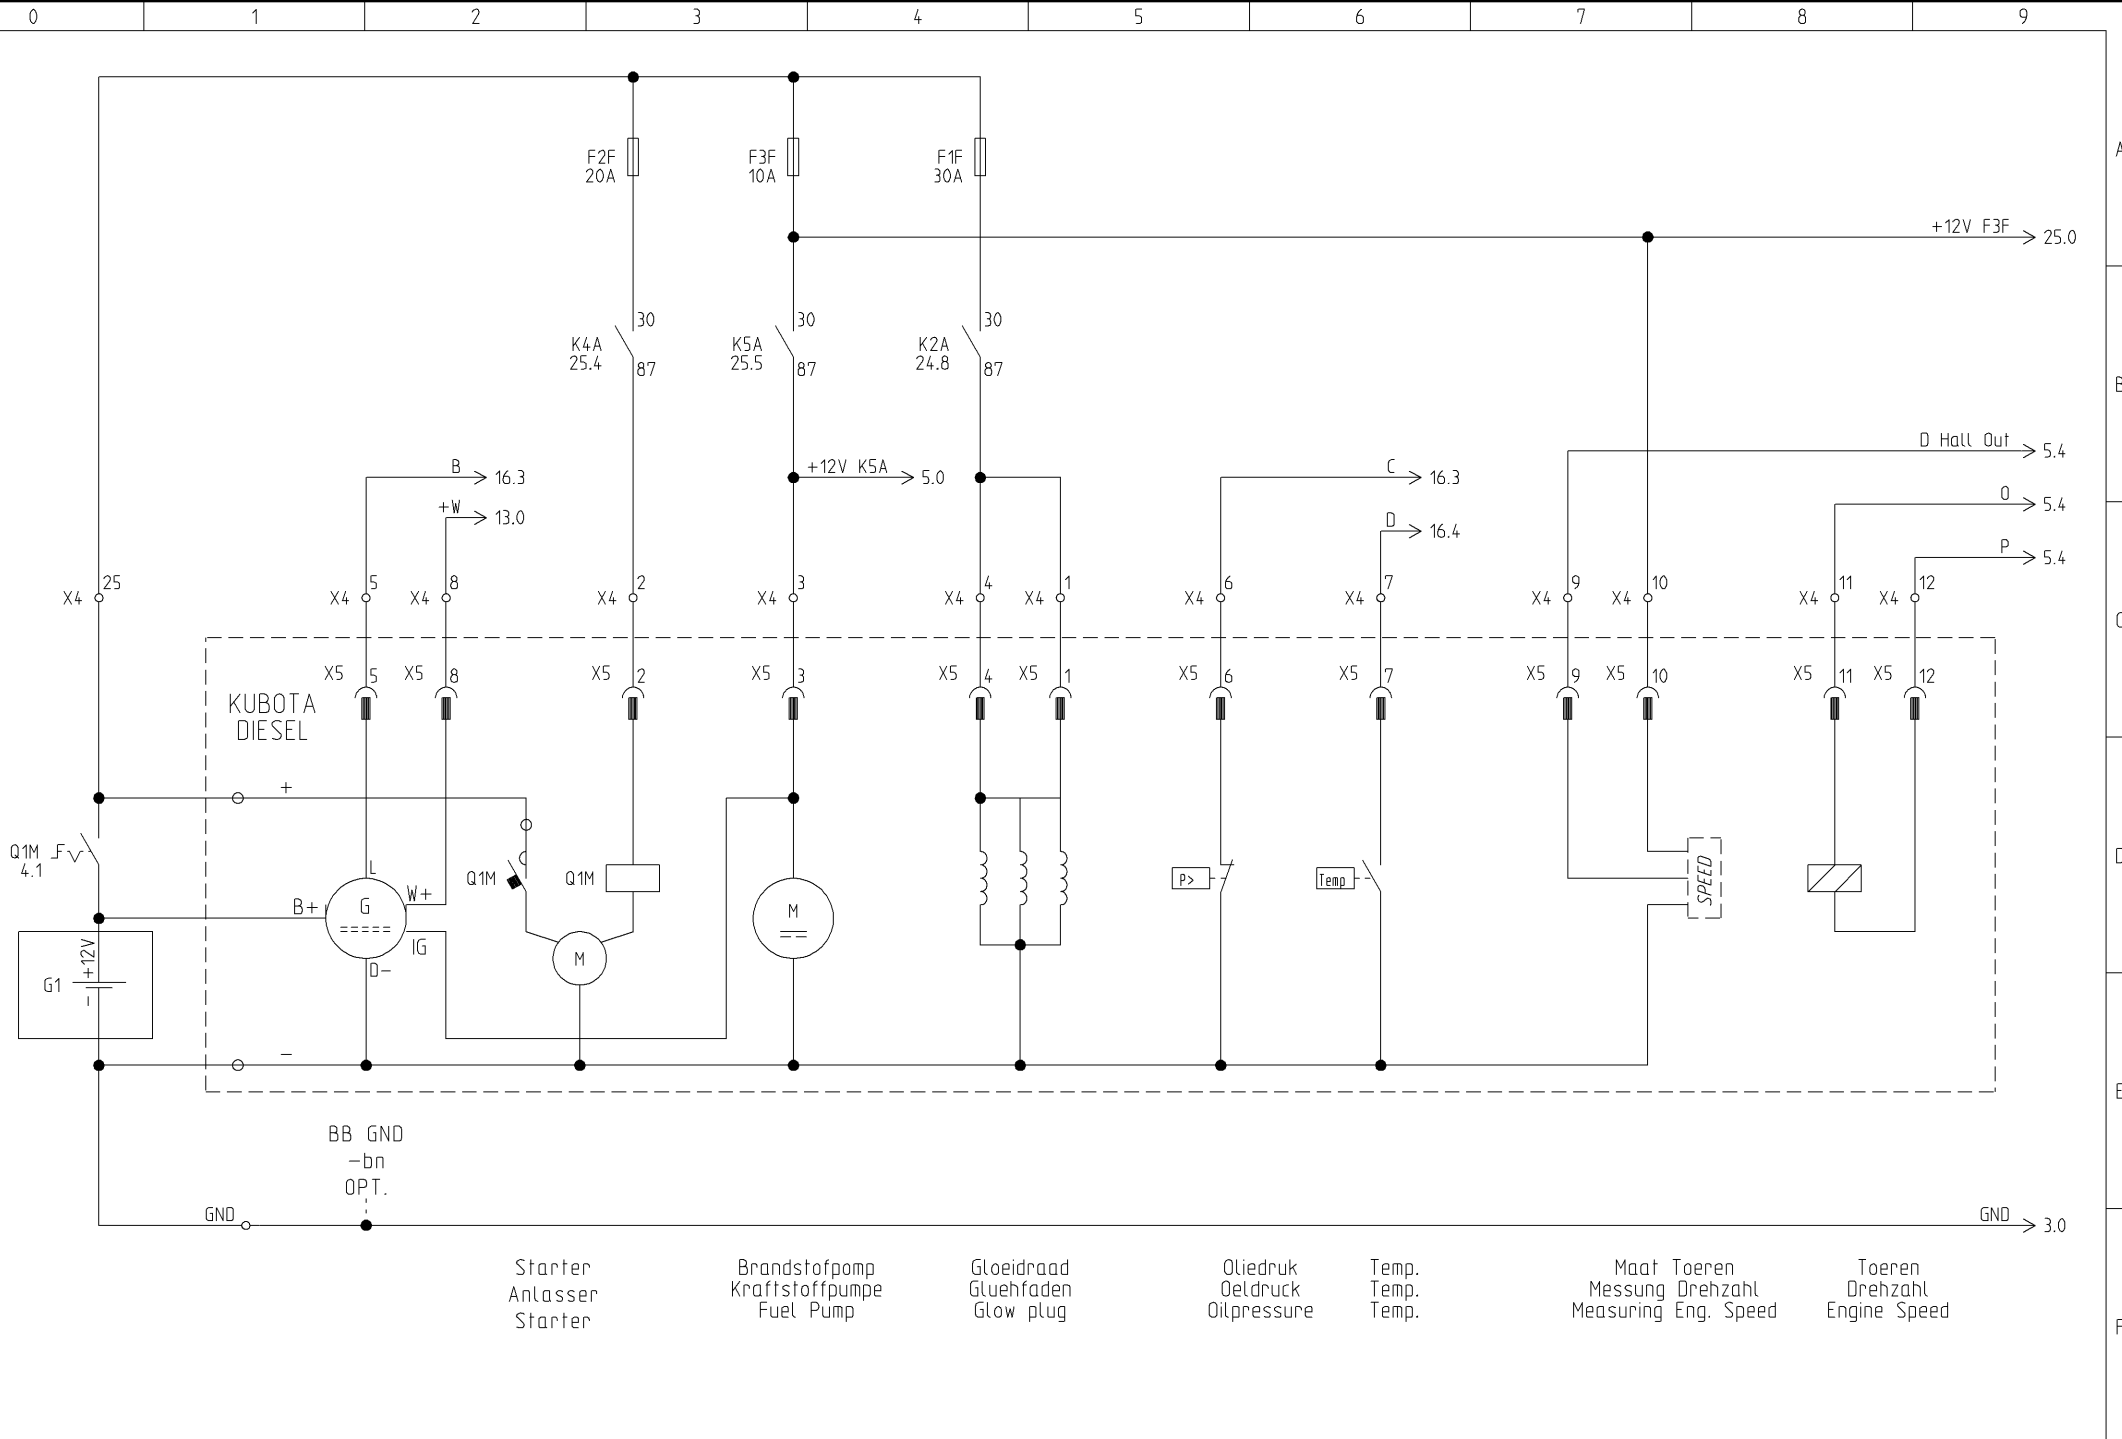 0 1 2 3 4 5 6 7 8 9
F2F
20A
F3F
10A
F1F
30A
A
+12V F3F
25.0
30
K4A
25.4
87
30
K5A
25.5
87
30
K2A
24.8
87
B
D Hall Out
5.4
B
16.3
+12V K5A
5.0
C
16.3
+W
13.0
D
16.4
O
5.4
P
5.4
25
X4
5
X4
8
X4
2
X4
3
X4
4
X4
1
X4
6
X4
7
X4
9
X4
10
X4
11
X4
12
X4
C
X5 5
X5 8
X5 2
X5 3
X5 4
X5 1
X5 6
X5 7
X5 9
X5 10
X5 11
X5 12
KUBOTA
DIESEL
+
Q1M
4.1
L
G
B+
W+
IG
D-
Q1M
Q1M
M
M
P>
Temp
SPEED
D
+12V
-
G1
-
E
BB GND
-bn
OPT.
GND
GND
3.0
Starter
Anlasser
Starter
Brandstofpomp
Kraftstoffpumpe
Fuel Pump
Gloeidraad
Gluehfaden
Glow plug
Oliedruk
Oeldruck
Oilpressure
Temp.
Temp.
Temp.
Maat Toeren
Messung Drehzahl
Measuring Eng. Speed
Toeren
Drehzahl
Engine Speed
F